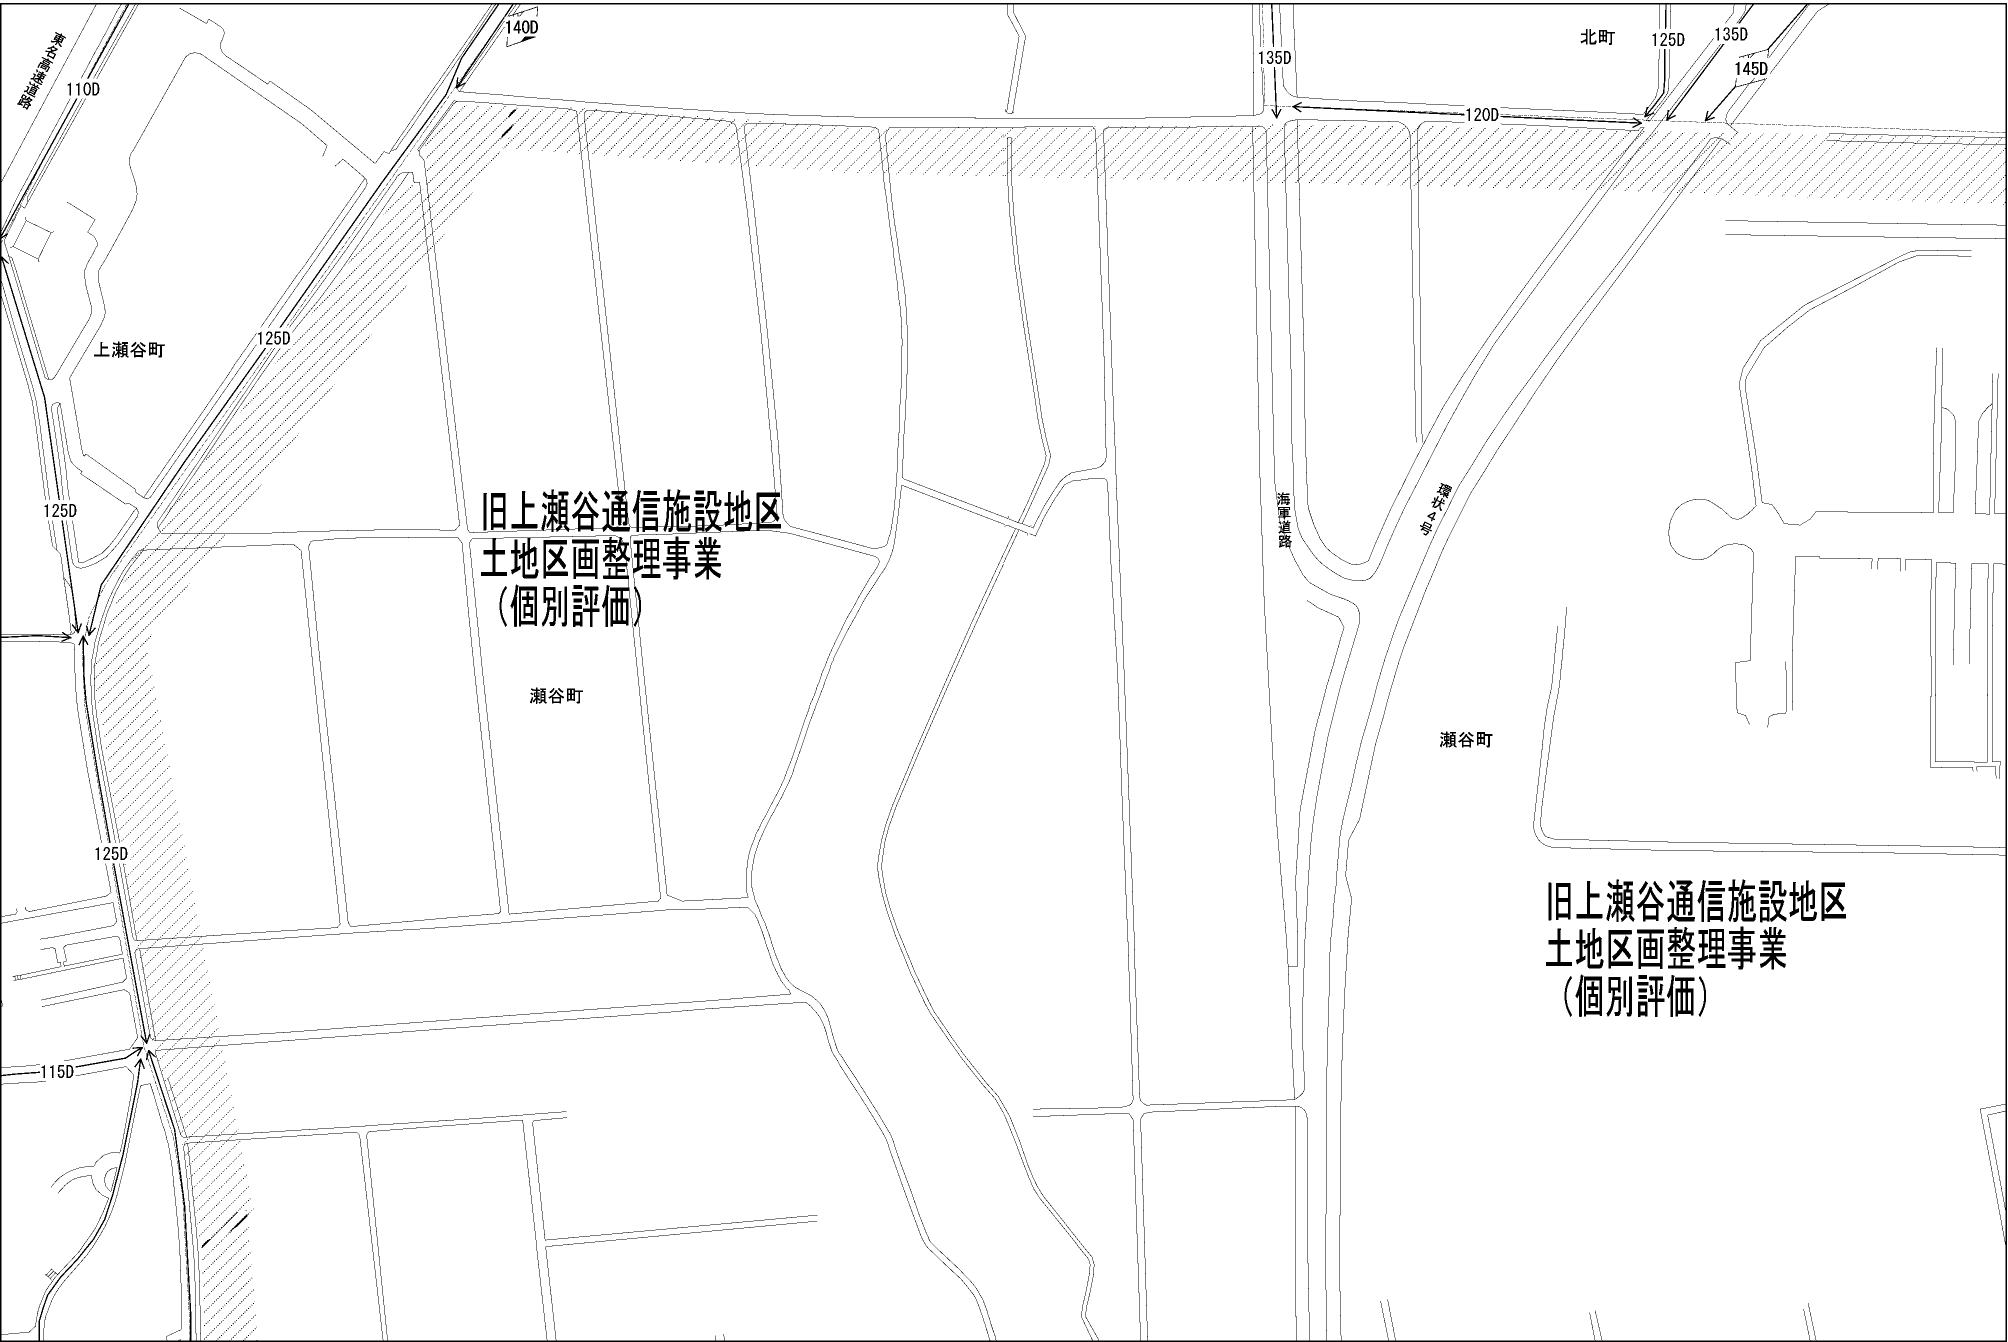 東名高速道路
110D
140D
135D
北町
125D
135D
145D
120D
125D
上瀬谷町
125D
旧上瀬谷通信施設地区
土地区画整理事業
（個別評価）
海軍道路
環状4号
瀬谷町
瀬谷町
125D
旧上瀬谷通信施設地区
土地区画整理事業
（個別評価）
115D